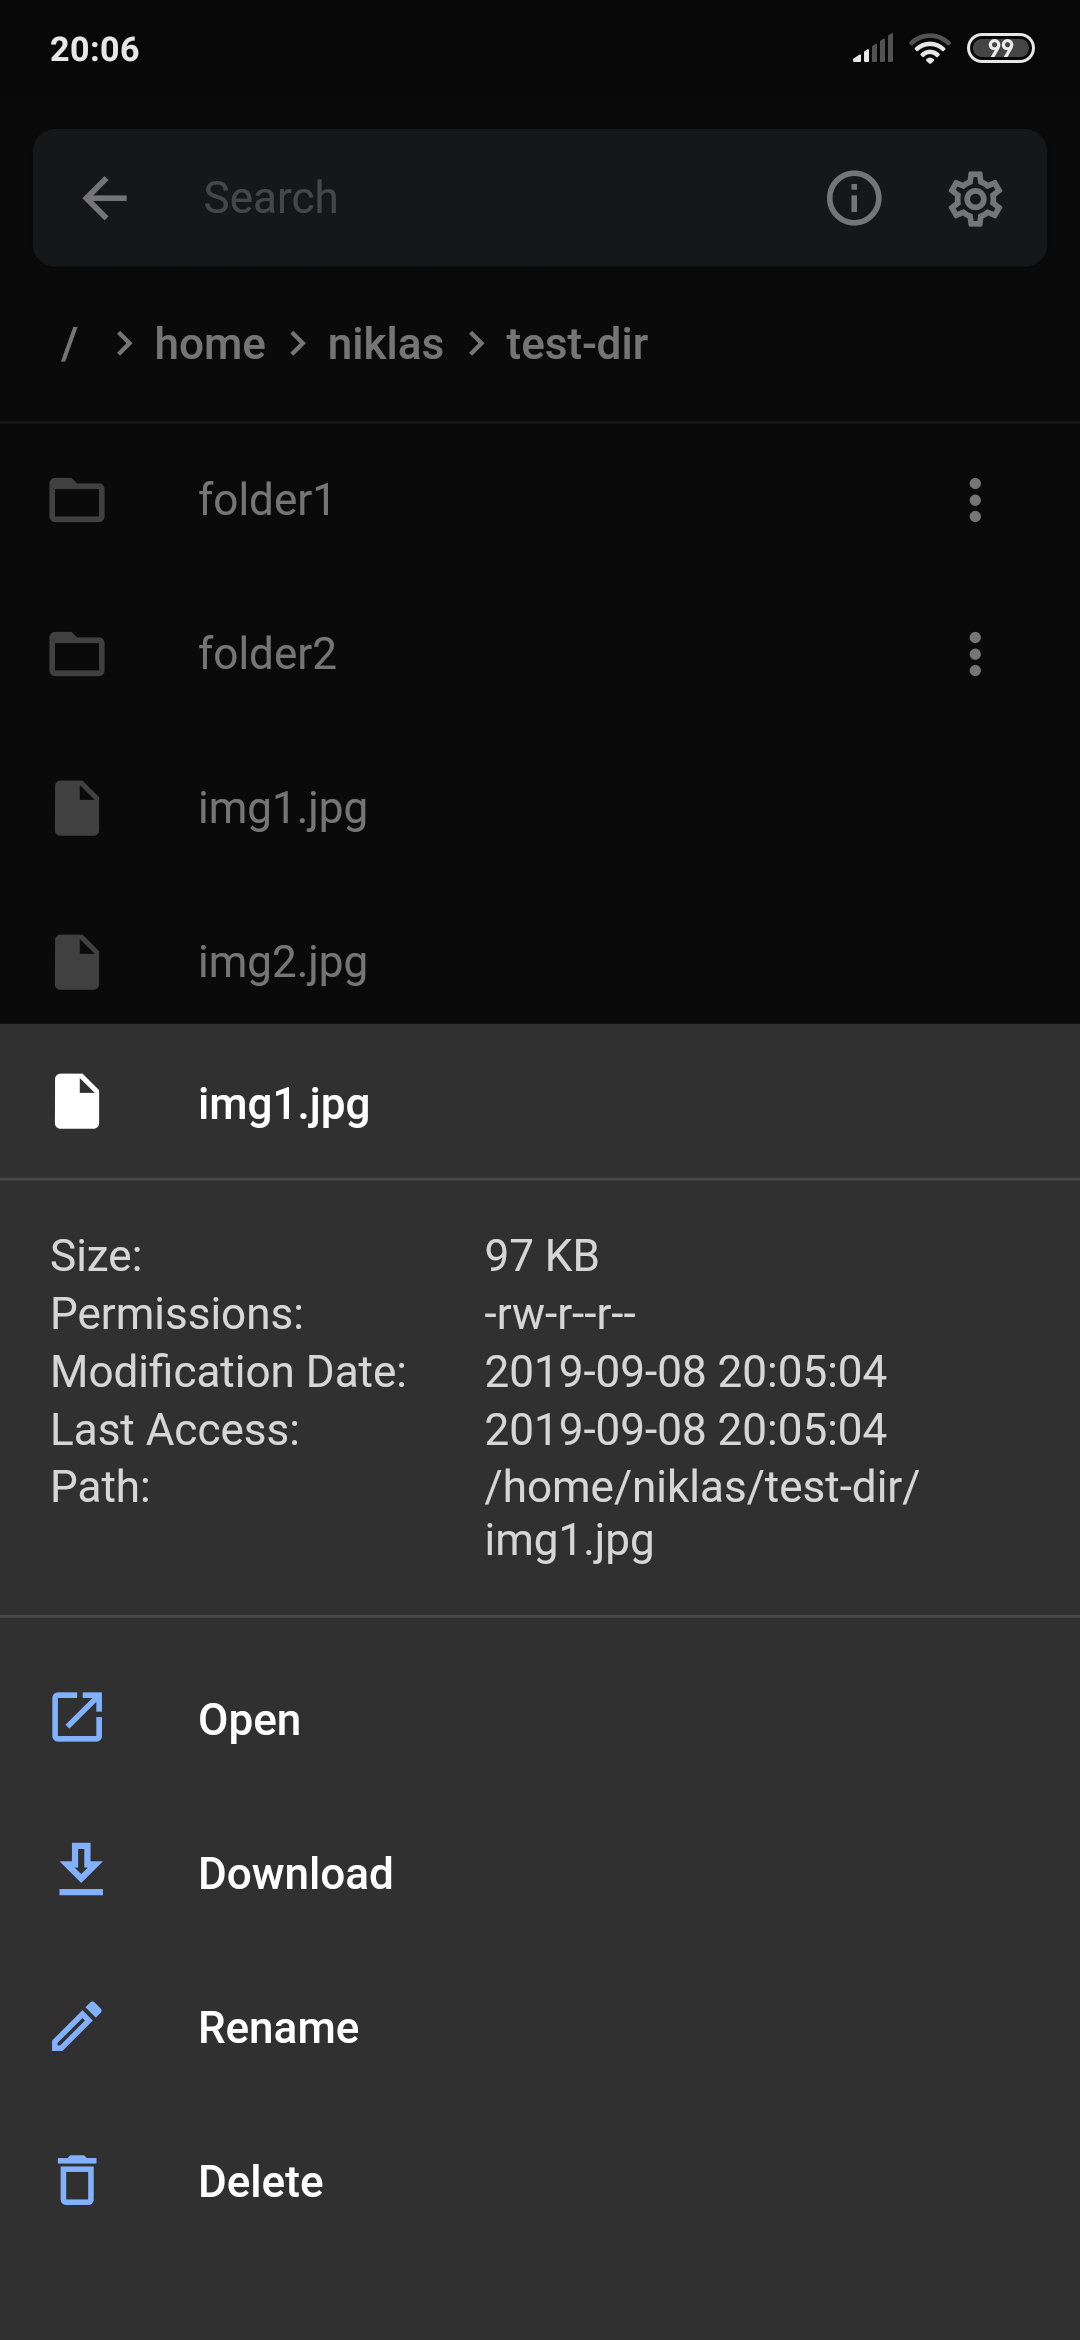 20:06
99
Search
/ > home > niklas > test-dir
folder1
folder2
img1.jpg
img2.jpg
img1.jpg
Size: 97 KB
Permissions: -rw-r--r--
Modification Date: 2019-09-08 20:05:04
Last Access: 2019-09-08 20:05:04
Path: /home/niklas/test-dir/
img1.jpg
Open
Download
Rename
Delete